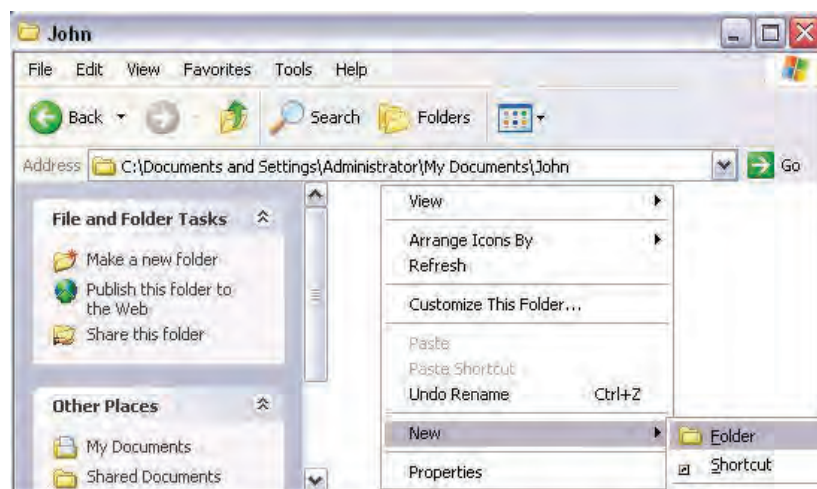 John
File Edit View Favorites Tools Help
Back Search Folders
Address C:\Documents and Settings\Administrator\My Documents\John Go
File and Folder Tasks
Make a new folder
Publish this folder to
the Web
Share this folder
Other Places
My Documents
Shared Documents
View
Arrange Icons By
Refresh
Customize This Folder...
Paste
Paste Shortcut
Undo Rename Ctrl+Z
New
Properties
Folder
Shortcut